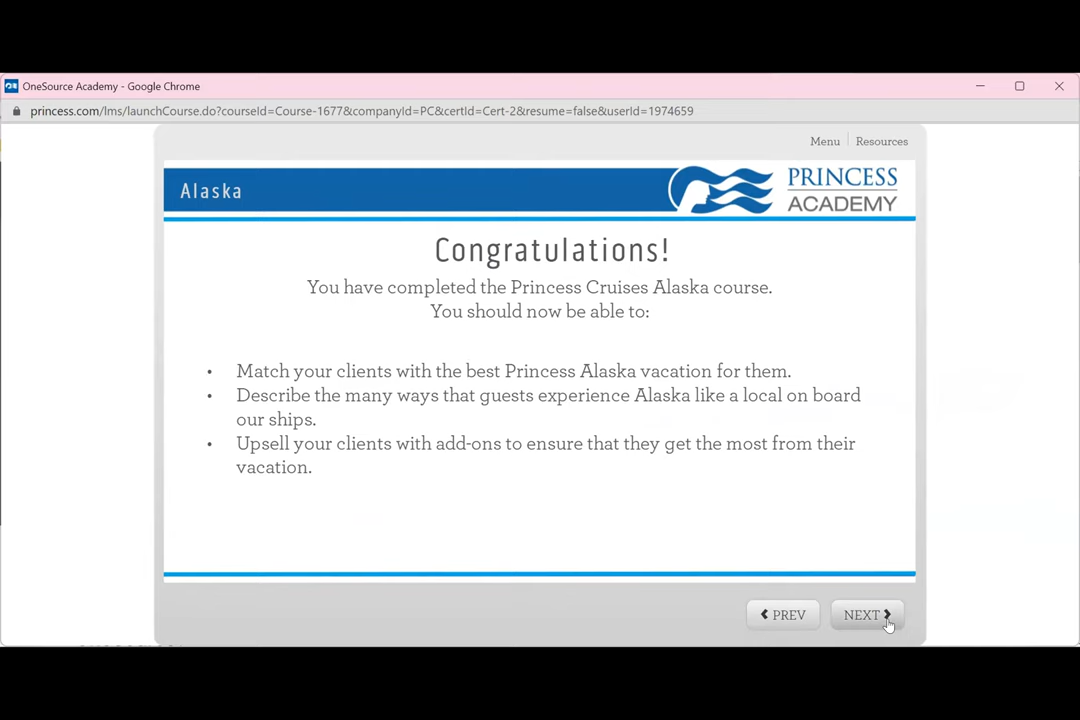 OneSource Academy - Google Chrome
princess.com/lms/launchCourse.do?courseId=Course-1677&companyId=PC&certId=Cert-2&resume=false&userId=1974659
Menu
Resources
Alaska
PRINCESS
ACADEMY
Congratulations!
You have completed the Princess Cruises Alaska course.
You should now be able to:
• Match your clients with the best Princess Alaska vacation for them.
• Describe the many ways that guests experience Alaska like a local on board
our ships.
• Upsell your clients with add-ons to ensure that they get the most from their
vacation.
PREV
NEXT